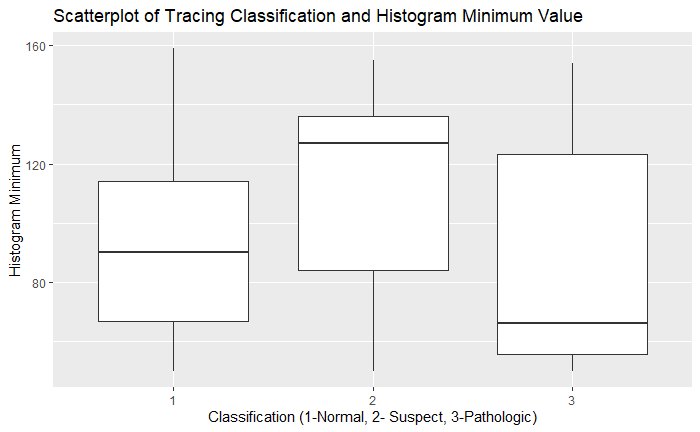 Scatterplot of Tracing Classification and Histogram Minimum Value
160
120
80
Histogram Minimum
1
2
3
Classification (1-Normal, 2- Suspect, 3-Pathologic)